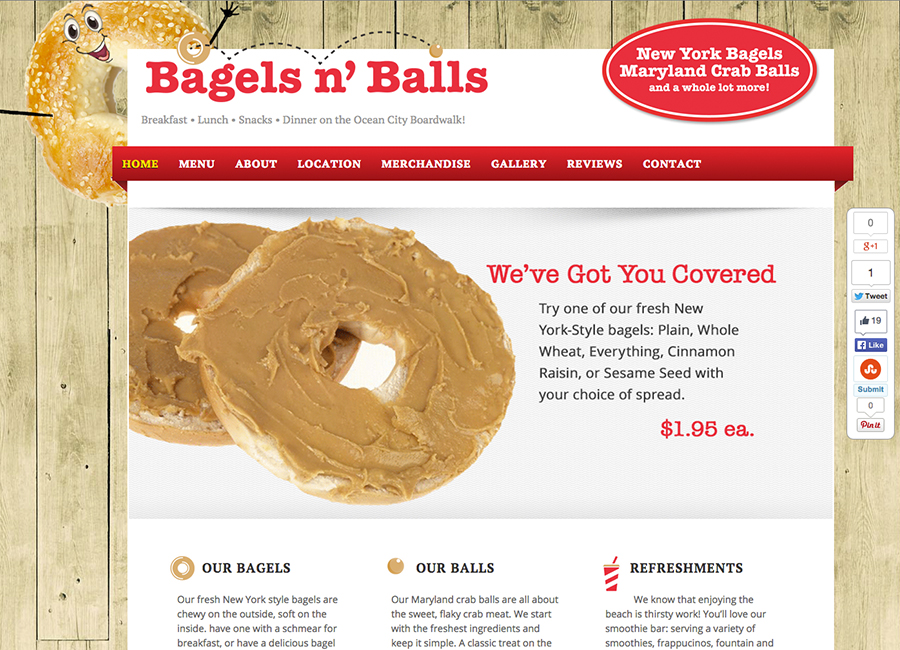 Bagels n’ Balls
Breakfast • Lunch • Snacks • Dinner on the Ocean City Boardwalk!
New York Bagels
Maryland Crab Balls
and a whole lot more!
HOME MENU ABOUT LOCATION MERCHANDISE GALLERY REVIEWS CONTACT
We’ve Got You Covered
Try one of our fresh New
York-Style bagels: Plain, Whole
Wheat, Everything, Cinnamon
Raisin, or Sesame Seed with
your choice of spread.
$1.95 ea.
0
g+1
1
Tweet
19
Like
Submit
0
Pin it
OUR BAGELS
Our fresh New York style bagels are
chewy on the outside, soft on the
inside. have one with a schmear for
breakfast, or have a delicious bagel
OUR BALLS
Our Maryland crab balls are all about
the sweet, flaky crab meat. We start
with the freshest ingredients and
keep it simple. A classic treat on the
REFRESHMENTS
We know that enjoying the
beach is thirsty work! You’ll love our
smoothie bar: serving a variety of
smoothies, frappucinos, fountain and